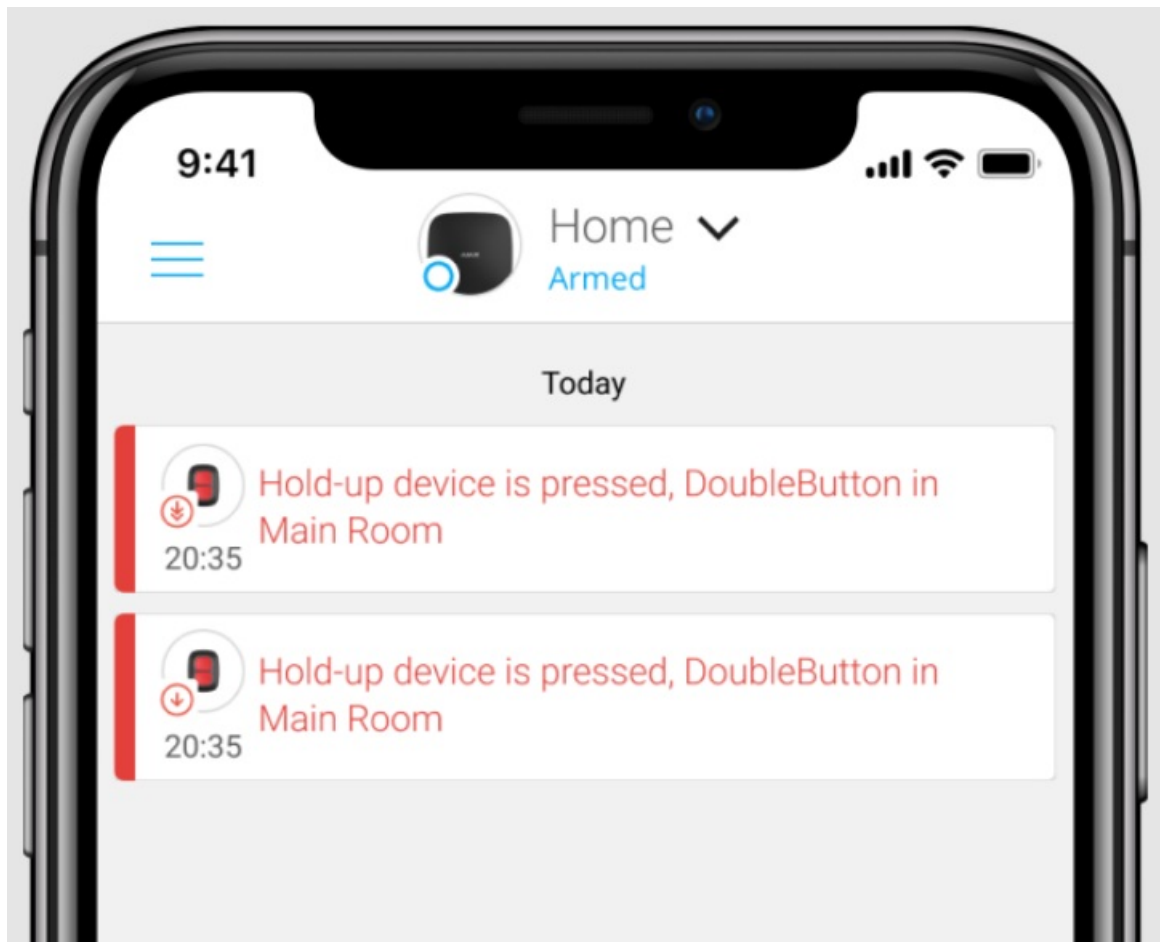 9:41
Home
Armed
Today
Hold-up device is pressed, DoubleButton in
Main Room
20:35
Hold-up device is pressed, DoubleButton in
Main Room
20:35